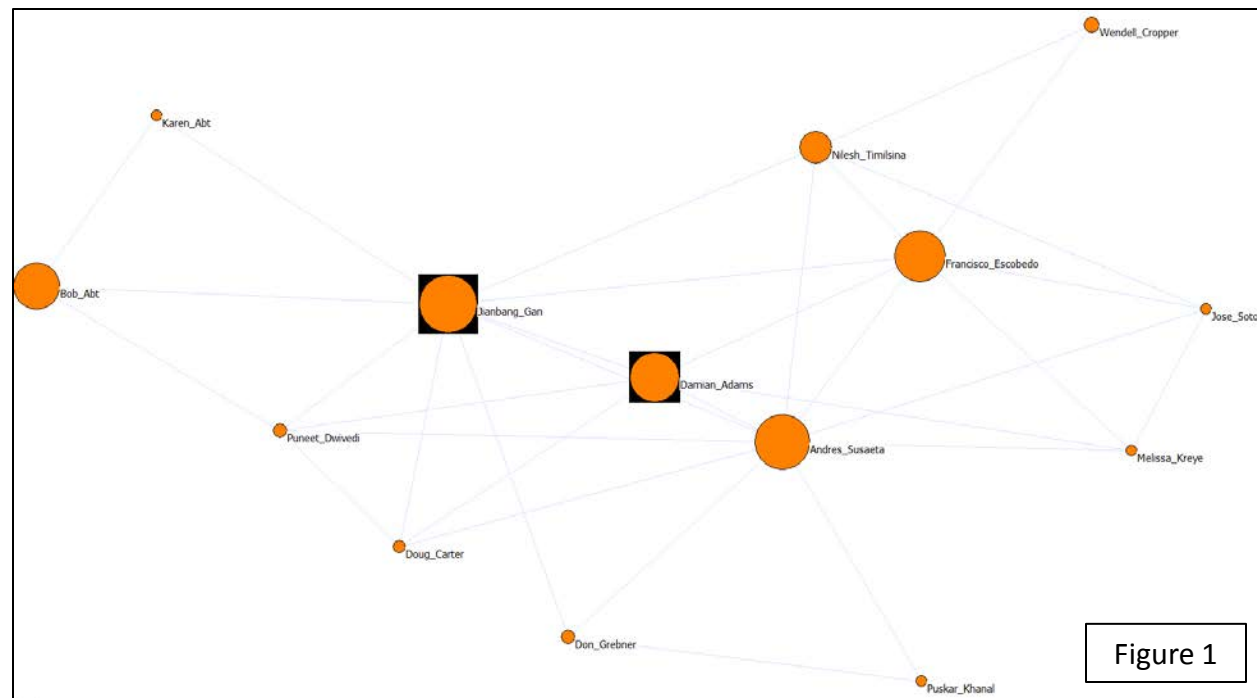 Wendell_Cropper
Karen_Abt
Nilesh_Timilsina
Francisco_Escobedo
Bob_Abt
Jianbang_Gan
Jose_Soto
Damian_Adams
Puneet_Dwivedi
Andres_Susaeta
Melissa_Kreye
Doug_Carter
Don_Grebner
Puskar_Khanal
Figure 1